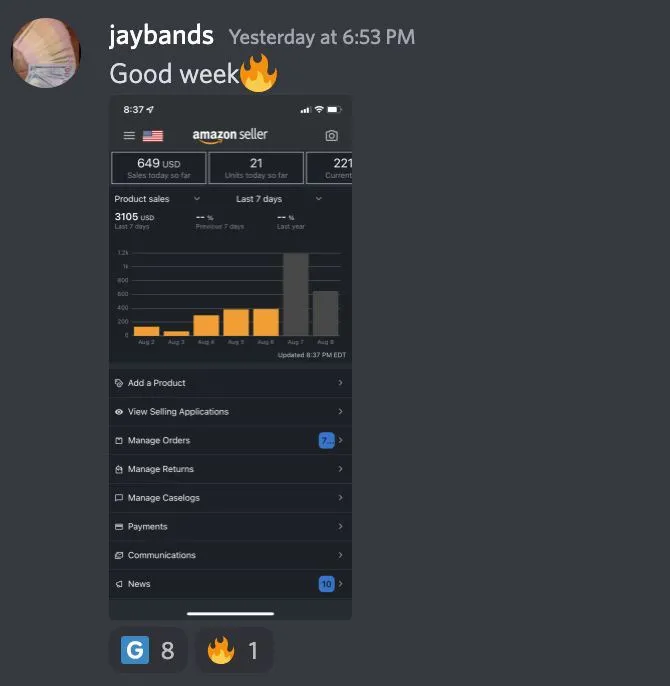 jaybands Yesterday at 6:53 PM
Good week🔥
8:37
amazon seller
649 USD 21 221
Sales today so far Units today so far Current
Product sales Last 7 days
3105 USD -- % -- %
Last 7 days Previous 7 days Last year
1.2k
1k
800
600
400
200
0
Aug 2 Aug 3 Aug 4 Aug 5 Aug 6 Aug 7 Aug 8
Updated 8:37 PM EDT
Add a Product
View Selling Applications
Manage Orders 7...
Manage Returns
Manage Caselogs
Payments
Communications
News 10
G 8 🔥 1